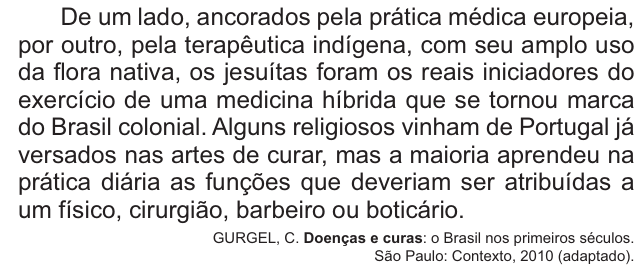 De um lado, ancorados pela prática médica europeia,
por outro, pela terapêutica indígena, com seu amplo uso
da flora nativa, os jesuítas foram os reais iniciadores do
exercício de uma medicina híbrida que se tornou marca
do Brasil colonial. Alguns religiosos vinham de Portugal já
versados nas artes de curar, mas a maioria aprendeu na
prática diária as funções que deveriam ser atribuídas a
um físico, cirurgião, barbeiro ou boticário.
GURGEL, C. Doenças e curas: o Brasil nos primeiros séculos.
São Paulo: Contexto, 2010 (adaptado).